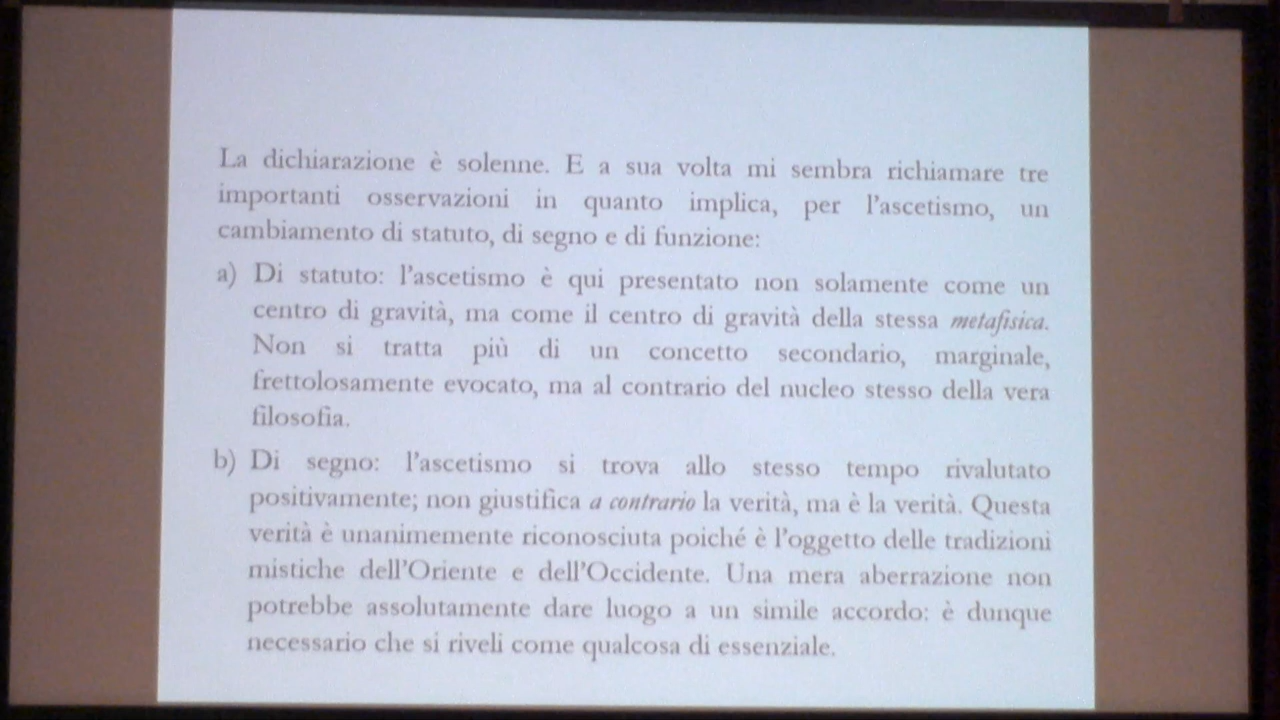 La dichiarazione è solenne. E a sua volta mi sembra richiamare tre
importanti osservazioni in quanto implica, per l'ascetismo, un
cambiamento di statuto, di segno e di funzione:
a) Di statuto: l'ascetismo è qui presentato non solamente come un
centro di gravità, ma come il centro di gravità della stessa metafisica.
Non si tratta più di un concetto secondario, marginale,
frettolosamente evocato, ma al contrario del nucleo stesso della vera
filosofia.
b) Di segno: l'ascetismo si trova allo stesso tempo rivalutato
positivamente; non giustifica a contrario la verità, ma è la verità. Questa
verità è unanimemente riconosciuta poiché è l'oggetto delle tradizioni
mistiche dell'Oriente e dell'Occidente. Una mera aberrazione non
potrebbe assolutamente dare luogo a un simile accordo: è dunque
necessario che si riveli come qualcosa di essenziale.